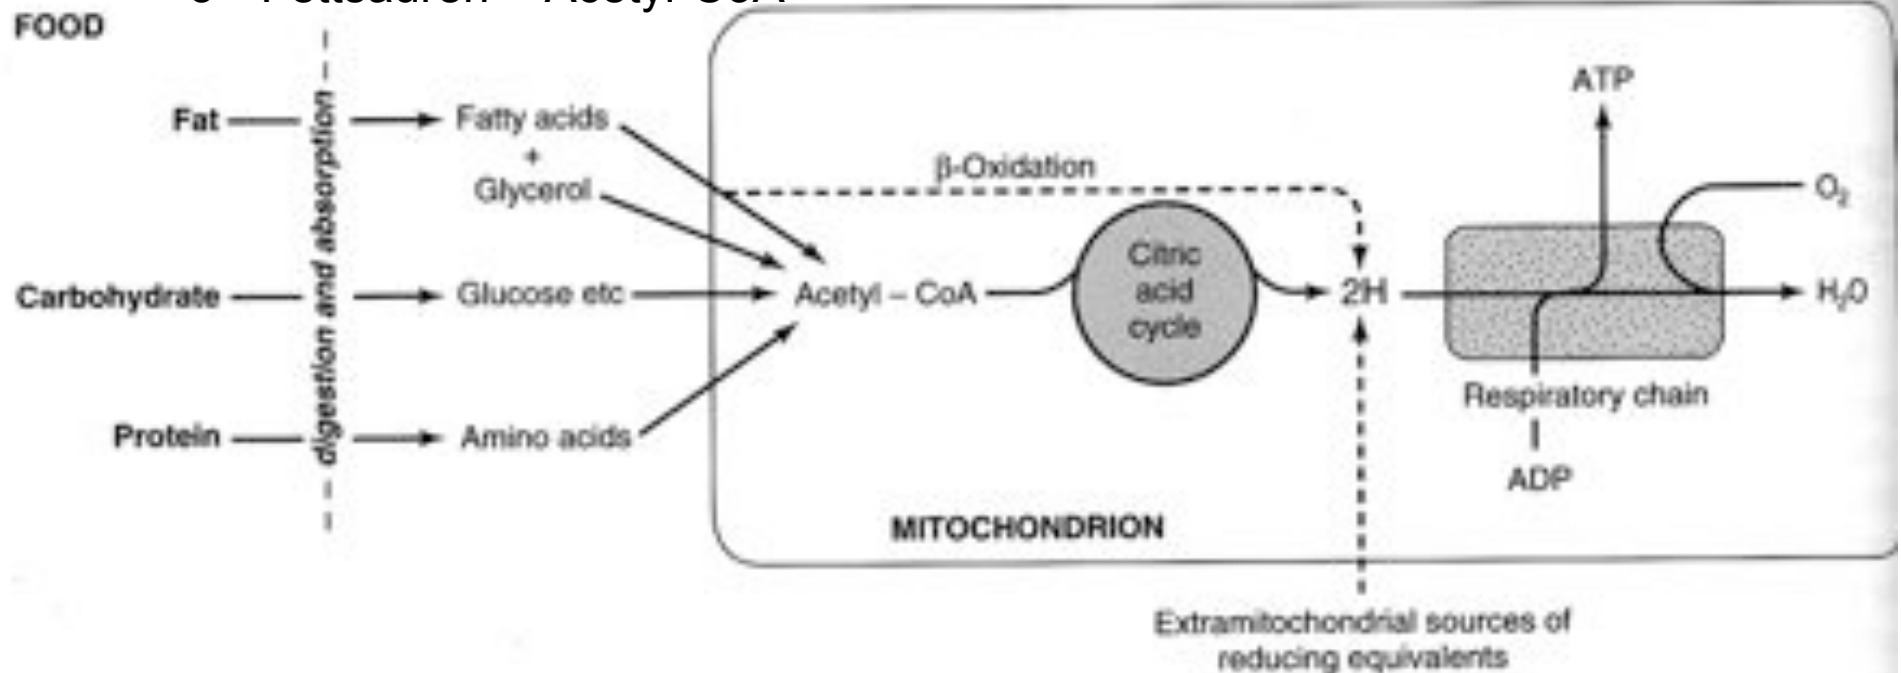 FOOD
Fat
Carbohydrate
Protein
digestion and absorption
Fatty acids
+
Glycerol
Glucose etc
Amino acids
β-Oxidation
Acetyl – CoA
Citric
acid
cycle
2H
ATP
O₂
H₂O
Respiratory chain
ADP
MITOCHONDRION
Extramitochondrial sources of
reducing equivalents